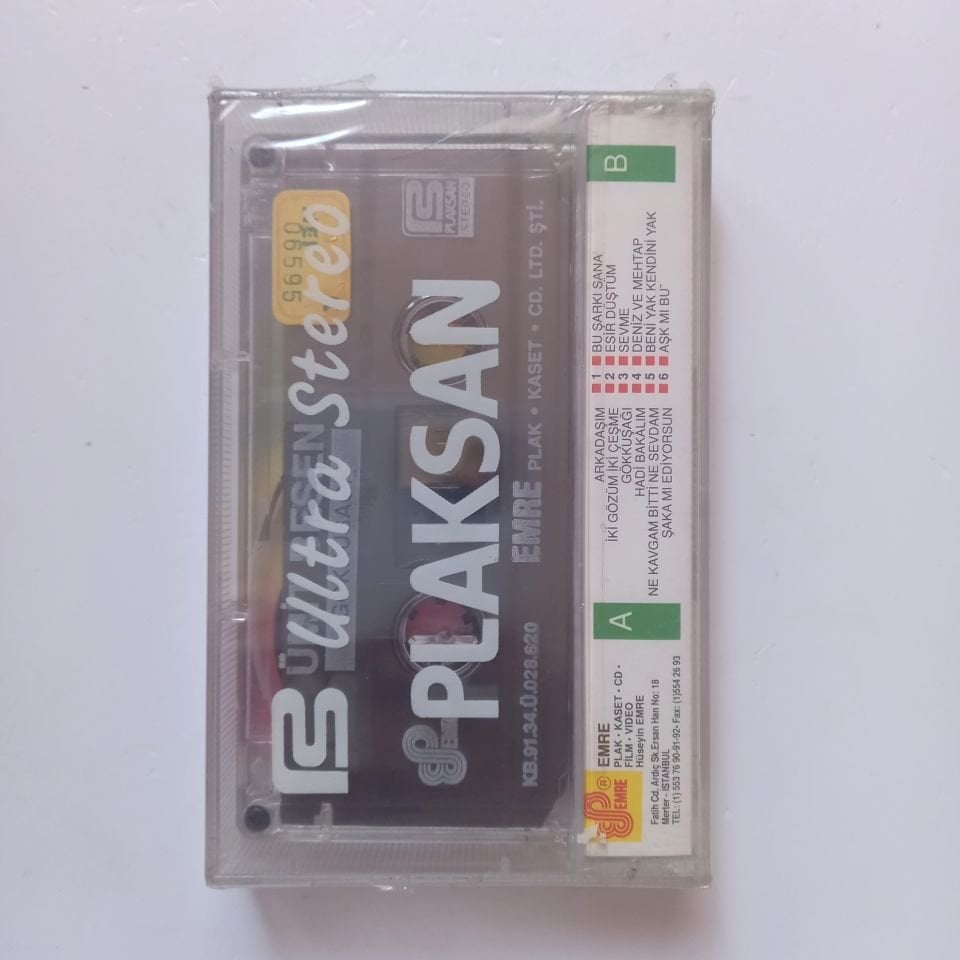 06595
Ultra Stereo
PLAKSAN
STEREO
PLAKSAN
EMRE PLAK • KASET • CD. LTD. ŞTİ.
KB.91.34.Ü.028.620
EMRE
PLAK • KASET • CD •
FİLM • VİDEO
Hüseyin EMRE
Fatih Cd. Ardıç Sk. Ersan Han No: 18
Merter - İSTANBUL
TEL: (1) 553 76 90-91-92 • Fax: (1) 554 26 93
EMRE
A
ARKADAŞIM
İKİ GÖZÜM İKİ ÇEŞME
GÖKKUŞAĞI
HADİ BAKALIM
NE KAVGAM BİTTİ NE SEVDAM
ŞAKA MI EDİYORSUN
1 BU ŞARKI SANA
2 ESİR DÜŞTÜM
3 SEVME
4 DENİZ VE MEHTAP
5 BENİ YAK KENDİNİ YAK
6 AŞK MI BU
B